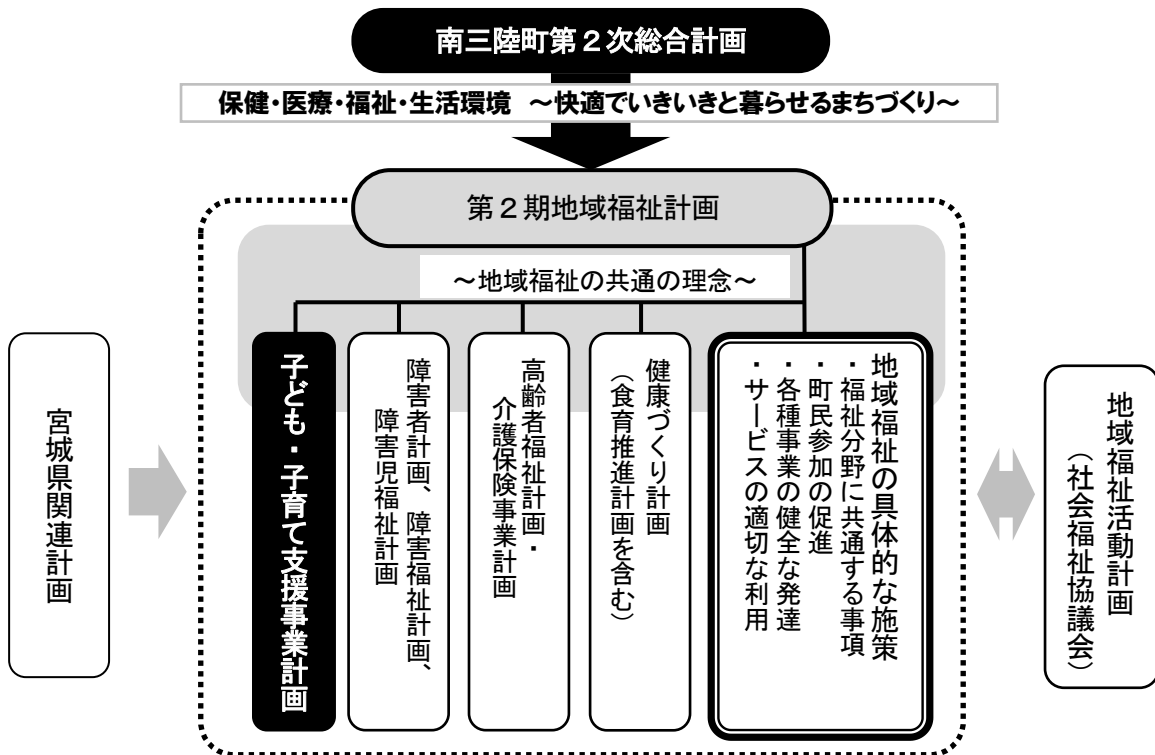 南三陸町第２次総合計画
保健・医療・福祉・生活環境　～快適でいきいきと暮らせるまちづくり～
第２期地域福祉計画
～地域福祉の共通の理念～
宮城県関連計画
子ども・子育て支援事業計画
障害者計画、障害福祉計画、
障害児福祉計画
高齢者福祉計画・
介護保険事業計画
健康づくり計画
（食育推進計画を含む）
地域福祉の具体的な施策
・福祉分野に共通する事項
・町民参加の促進
・各種事業の健全な発達
・サービスの適切な利用
地域福祉活動計画
（社会福祉協議会）